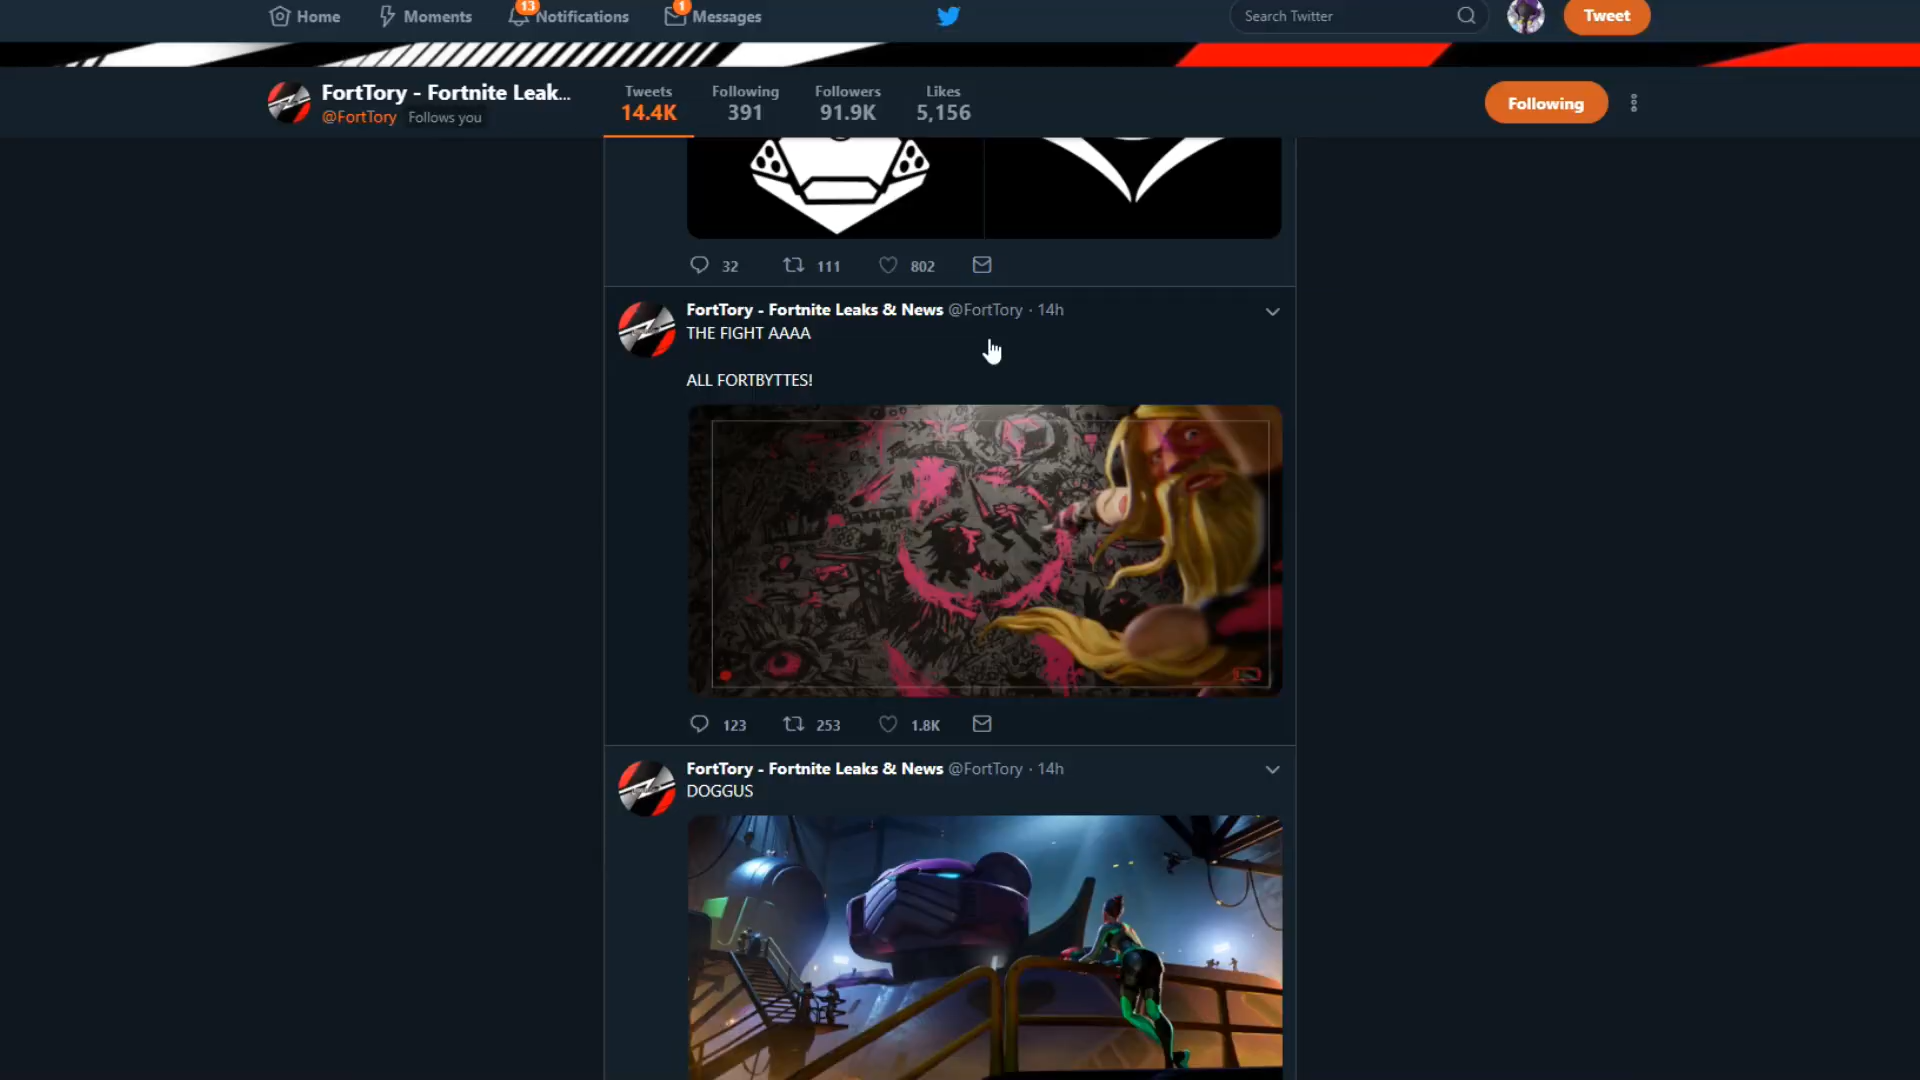 Home
Moments
13
Notifications
1
Messages
Search Twitter
Tweet
FortTory - Fortnite Leak...
@FortTory Follows you
Tweets
14.4K
Following
391
Followers
91.9K
Likes
5,156
Following
32
111
802
FortTory - Fortnite Leaks & News @FortTory · 14h
THE FIGHT AAAA
ALL FORTBYTTES!
123
253
1.8K
FortTory - Fortnite Leaks & News @FortTory · 14h
DOGGUS